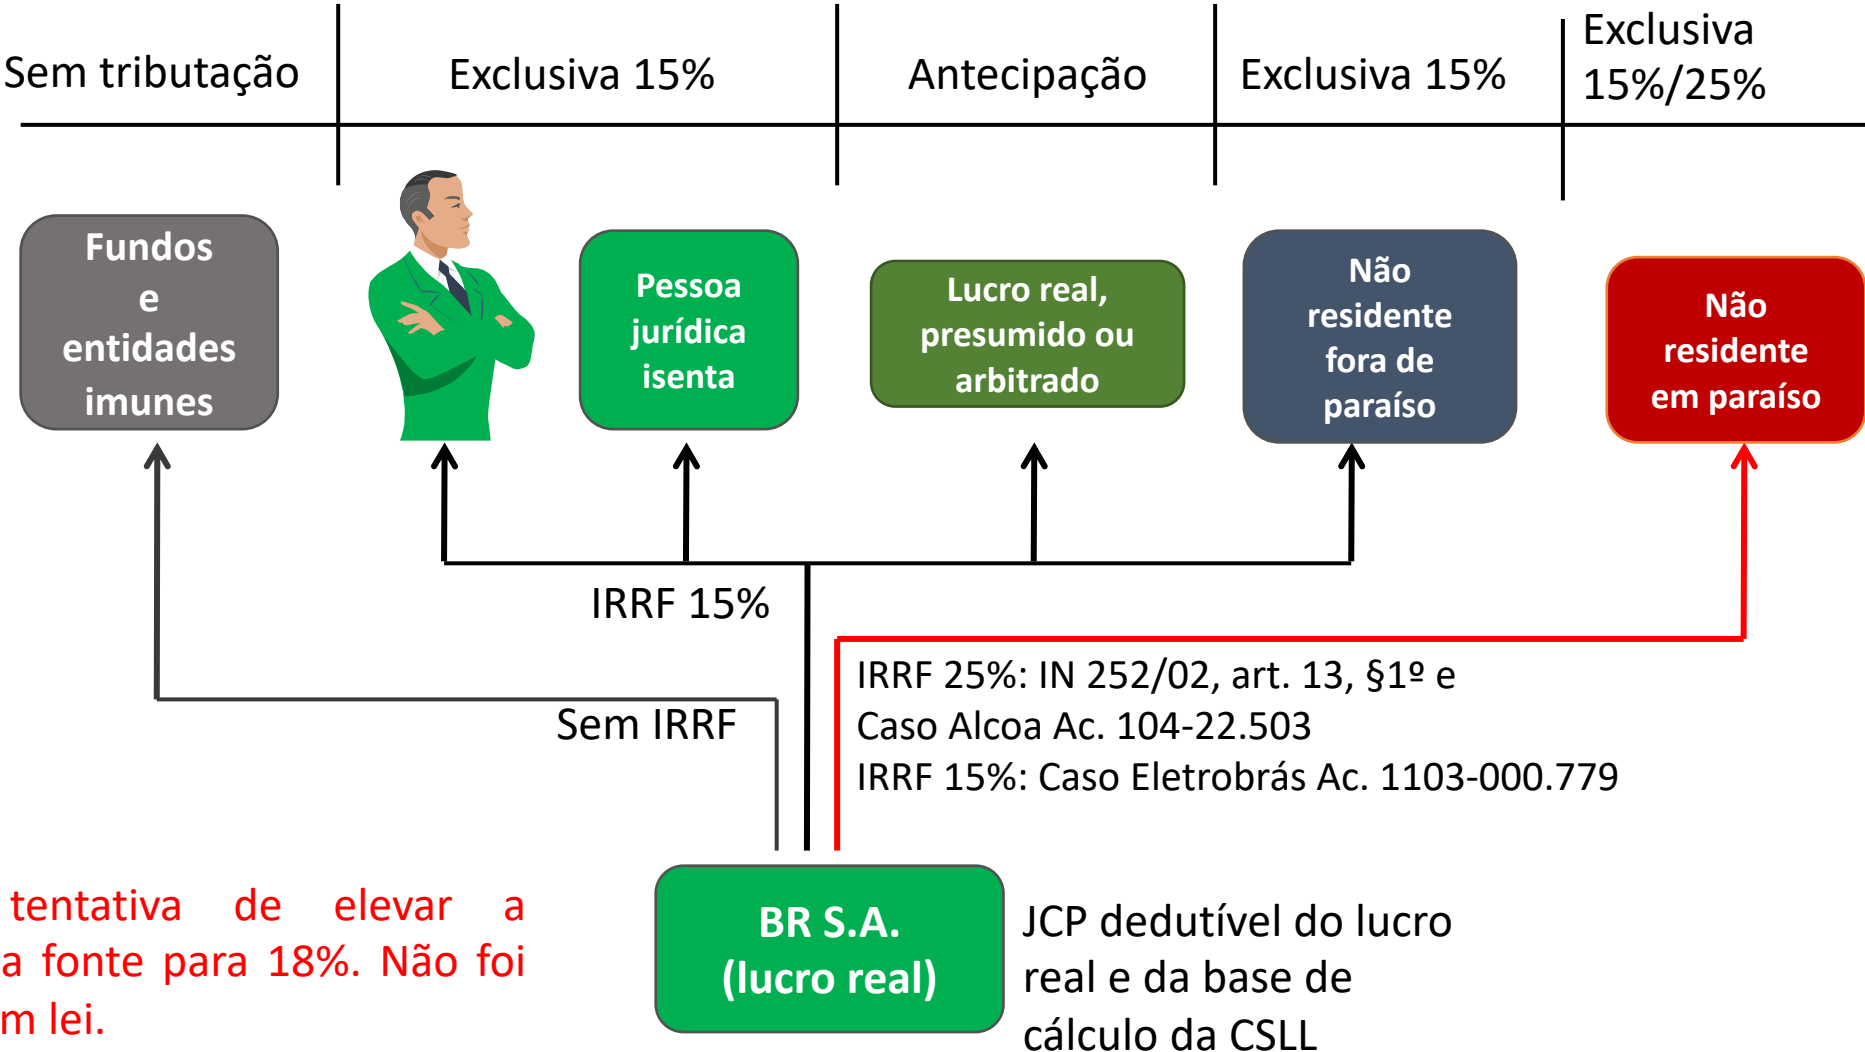 Sem tributação
Exclusiva 15%
Antecipação
Exclusiva 15%
Exclusiva
15%/25%
Fundos
e
entidades
imunes
Pessoa
jurídica
isenta
Lucro real,
presumido ou
arbitrado
Não
residente
fora de
paraíso
Não
residente
em paraíso
IRRF 15%
Sem IRRF
IRRF 25%: IN 252/02, art. 13, §1º e
Caso Alcoa Ac. 104-22.503
IRRF 15%: Caso Eletrobrás Ac. 1103-000.779
tentativa de elevar a
a fonte para 18%. Não foi
m lei.
BR S.A.
(lucro real)
JCP dedutível do lucro
real e da base de
cálculo da CSLL